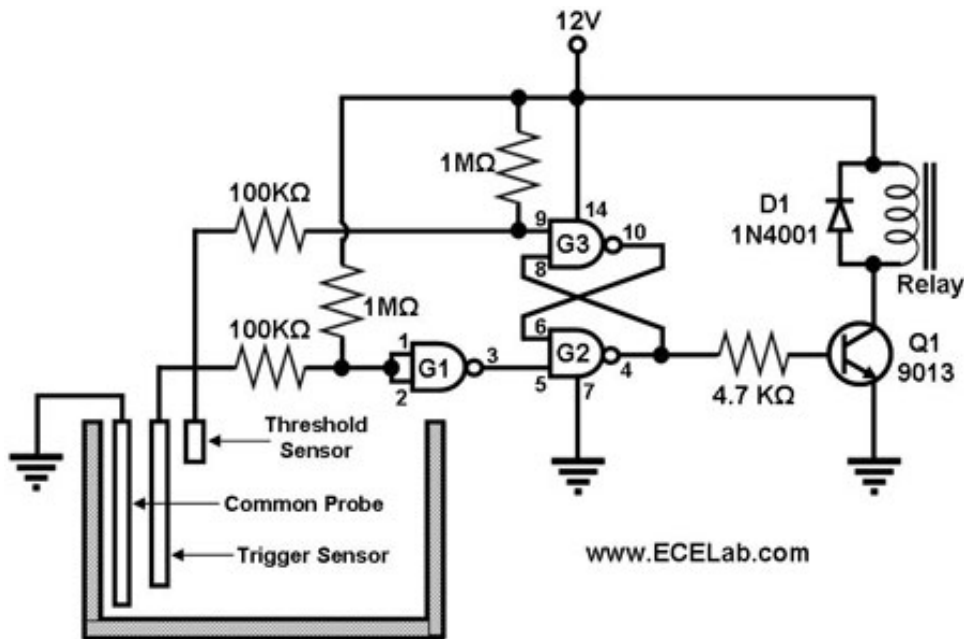 12V
1MΩ
100KΩ
9
14
10
G3
8
D1
1N4001
Relay
1MΩ
100KΩ
6
1
G1
3
G2
2
5
4
7
4.7 KΩ
Q1
9013
Threshold
Sensor
Common Probe
Trigger Sensor
www.ECELab.com